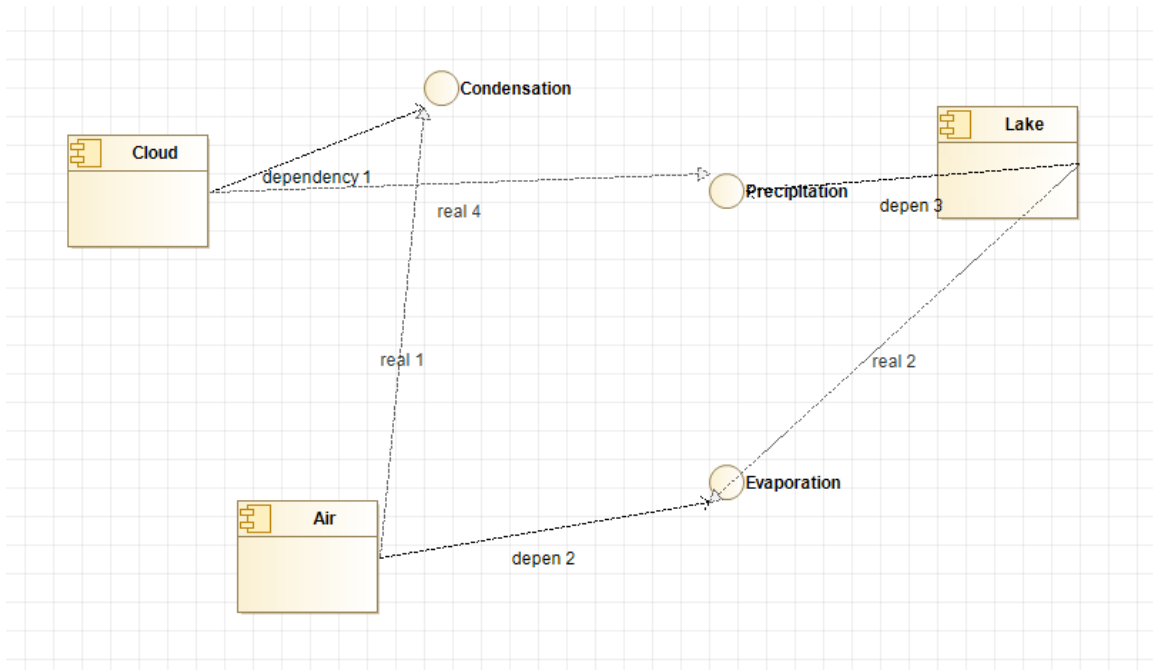 Condensation
Lake
Cloud
dependency 1
Precipitation
depen 3
real 4
real 1
real 2
Evaporation
Air
depen 2